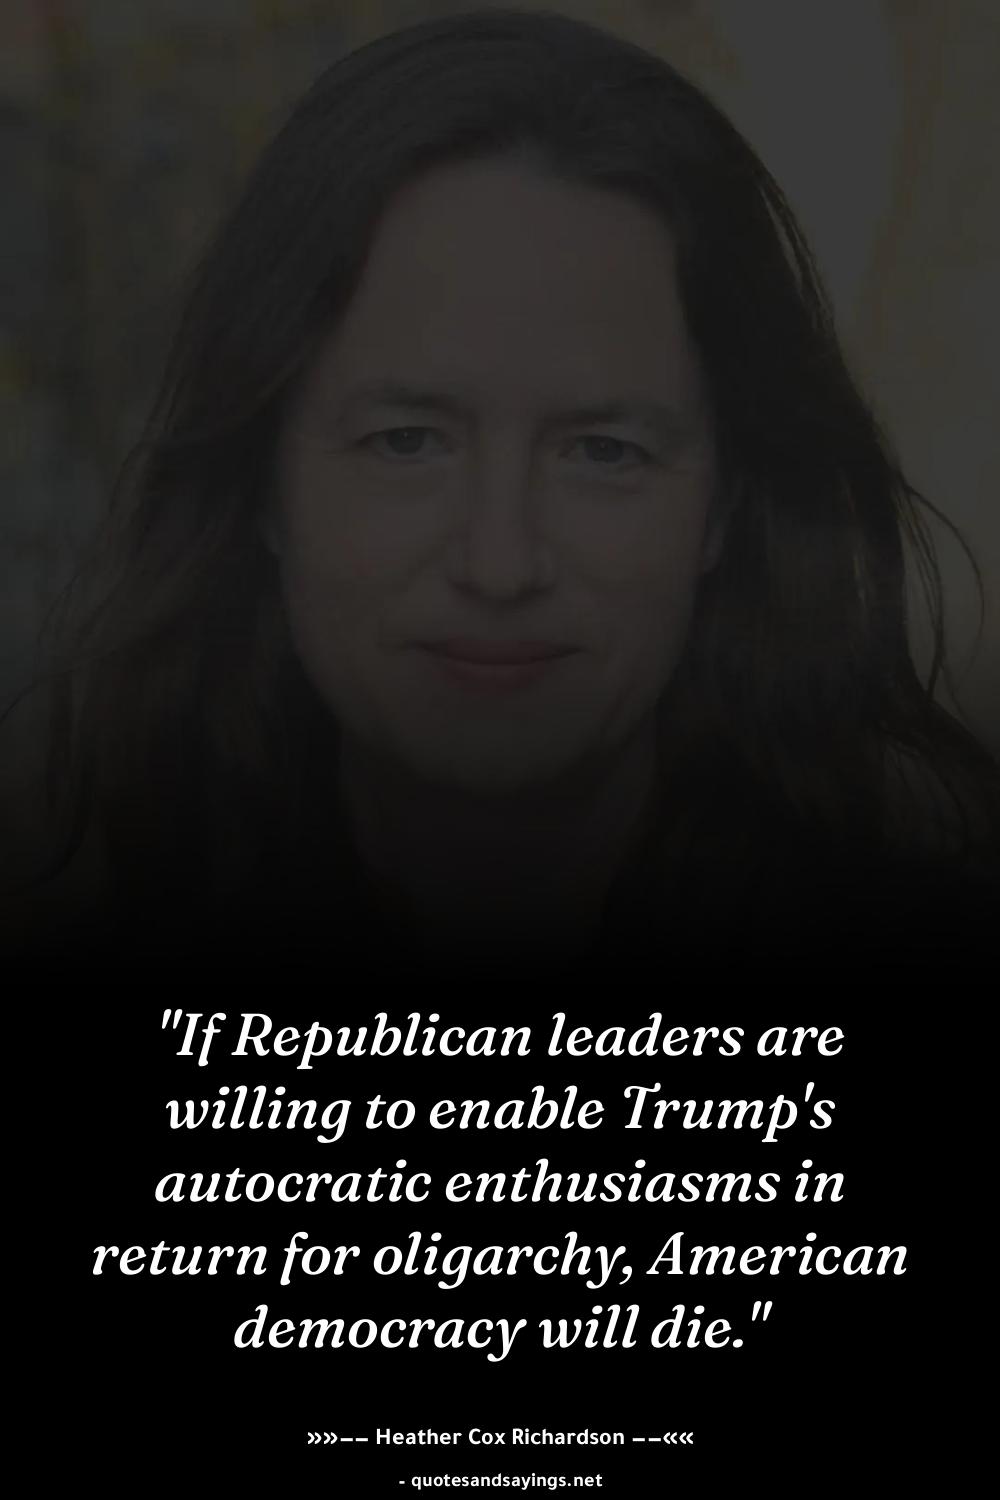 "If Republican leaders are
willing to enable Trump's
autocratic enthusiasms in
return for oligarchy, American
democracy will die."
»»–– Heather Cox Richardson ––««
- quotesandsayings.net